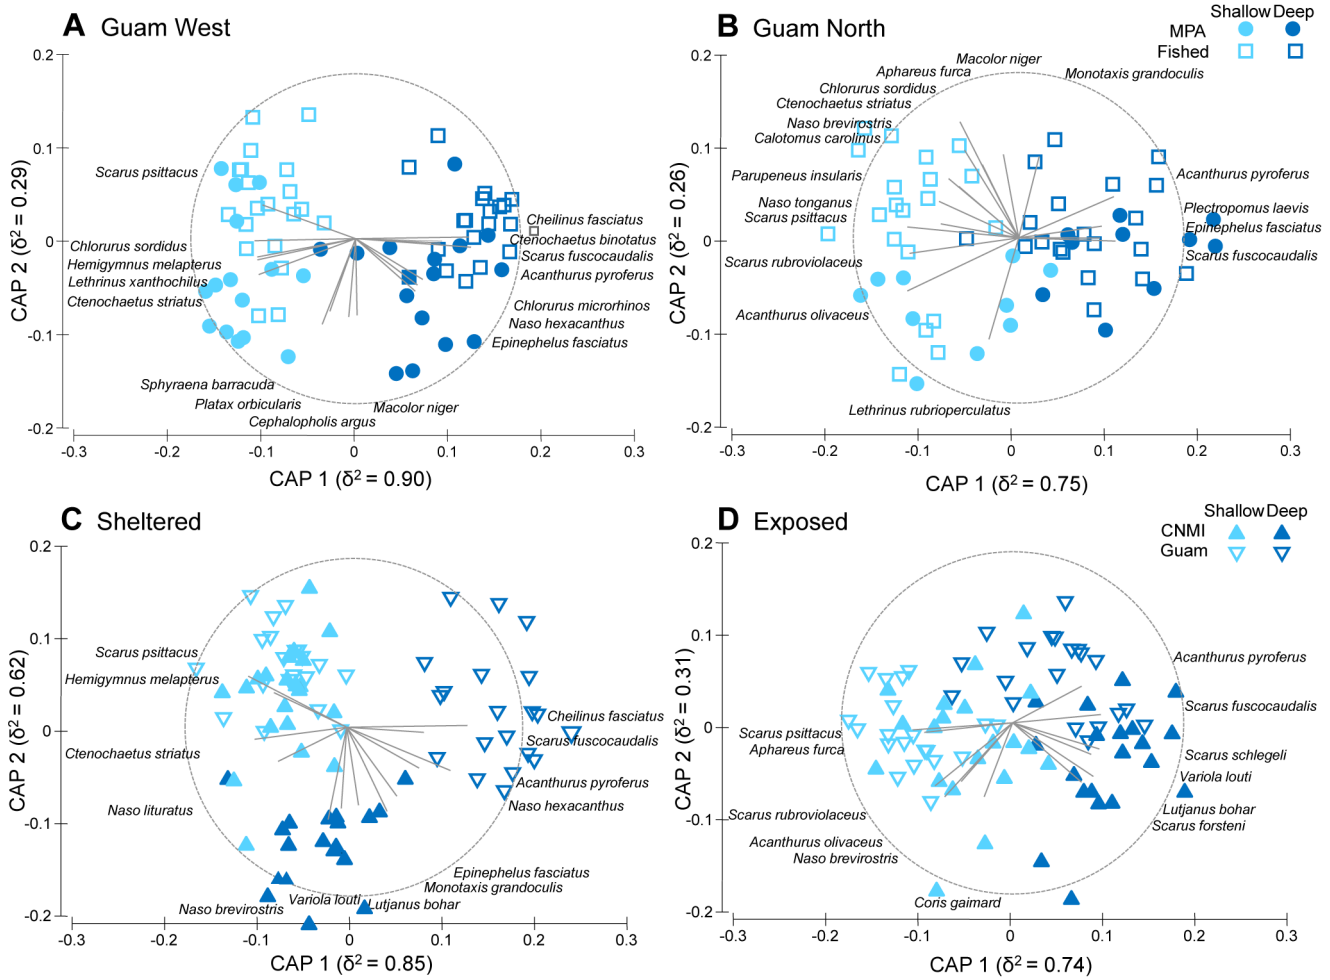 A Guam West
0.2
0.1
0
-0.1
-0.2
CAP 2 (δ² = 0.29)
Scarus psittacus
Chlorurus sordidus
Hemigymnus melapterus
Lethrinus xanthochilus
Ctenochaetus striatus
Sphyraena barracuda
Platax orbicularis
Cephalopholis argus
Macolor niger
Cheilinus fasciatus
Ctenochaetus binotatus
Scarus fuscocaudalis
Acanthurus pyroferus
Chlorurus microrhinos
Naso hexacanthus
Epinephelus fasciatus
-0.3 -0.2 -0.1 0 0.1 0.2 0.3
CAP 1 (δ² = 0.90)
B Guam North
Shallow Deep
MPA
Fished
0.2
0.1
0
-0.1
-0.2
CAP 2 (δ² = 0.26)
Macolor niger
Aphareus furca
Monotaxis grandoculis
Chlorurus sordidus
Ctenochaetus striatus
Naso brevirostris
Calotomus carolinus
Parupeneus insularis
Naso tonganus
Scarus psittacus
Scarus rubroviolaceus
Acanthurus olivaceus
Lethrinus rubrioperculatus
Acanthurus pyroferus
Plectropomus laevis
Epinephelus fasciatus
Scarus fuscocaudalis
-0.3 -0.2 -0.1 0 0.1 0.2 0.3
CAP 1 (δ² = 0.75)
C Sheltered
0.2
0.1
0
-0.1
-0.2
CAP 2 (δ² = 0.62)
Scarus psittacus
Hemigymnus melapterus
Ctenochaetus striatus
Naso lituratus
Naso brevirostris
Variola louti
Lutjanus bohar
Monotaxis grandoculis
Epinephelus fasciatus
Cheilinus fasciatus
Scarus fuscocaudalis
Acanthurus pyroferus
Naso hexacanthus
-0.3 -0.2 -0.1 0 0.1 0.2 0.3
CAP 1 (δ² = 0.85)
D Exposed
Shallow Deep
CNMI
Guam
0.2
0.1
0
-0.1
-0.2
CAP 2 (δ² = 0.31)
Scarus psittacus
Aphareus furca
Scarus rubroviolaceus
Acanthurus olivaceus
Naso brevirostris
Coris gaimard
Acanthurus pyroferus
Scarus fuscocaudalis
Scarus schlegeli
Variola louti
Lutjanus bohar
Scarus forsteni
-0.3 -0.2 -0.1 0 0.1 0.2 0.3
CAP 1 (δ² = 0.74)